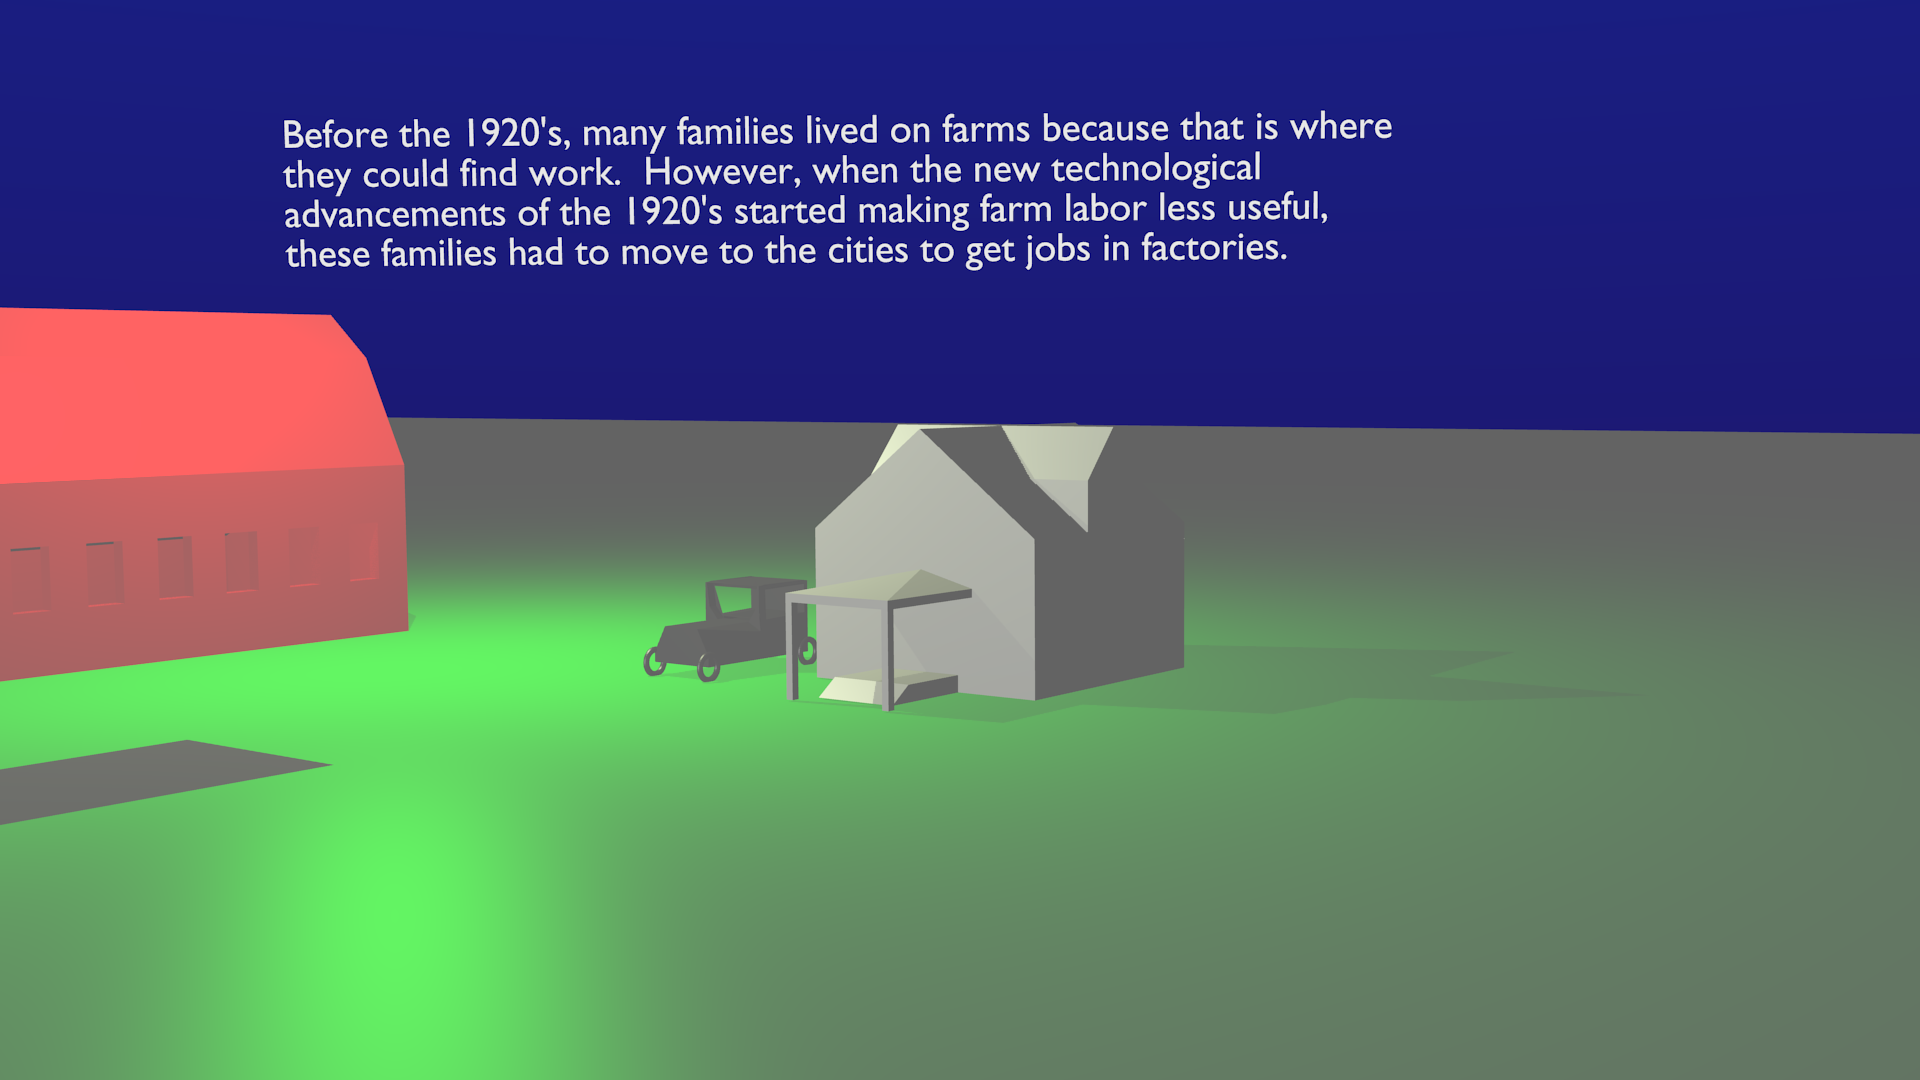 Before the 1920's, many families lived on farms because that is where
they could find work.  However, when the new technological
advancements of the 1920's started making farm labor less useful,
these families had to move to the cities to get jobs in factories.